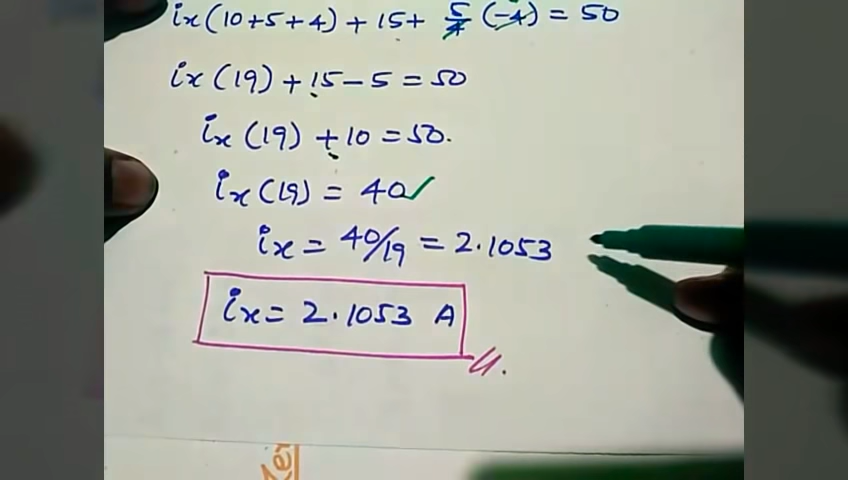 ix(10+5+4)+15+ 5/4 (-4) = 50
ix(19)+15-5=50
ix(19)+10=50.
ix(19) = 40✓
ix = 40/19 = 2.1053
ix= 2.1053 A